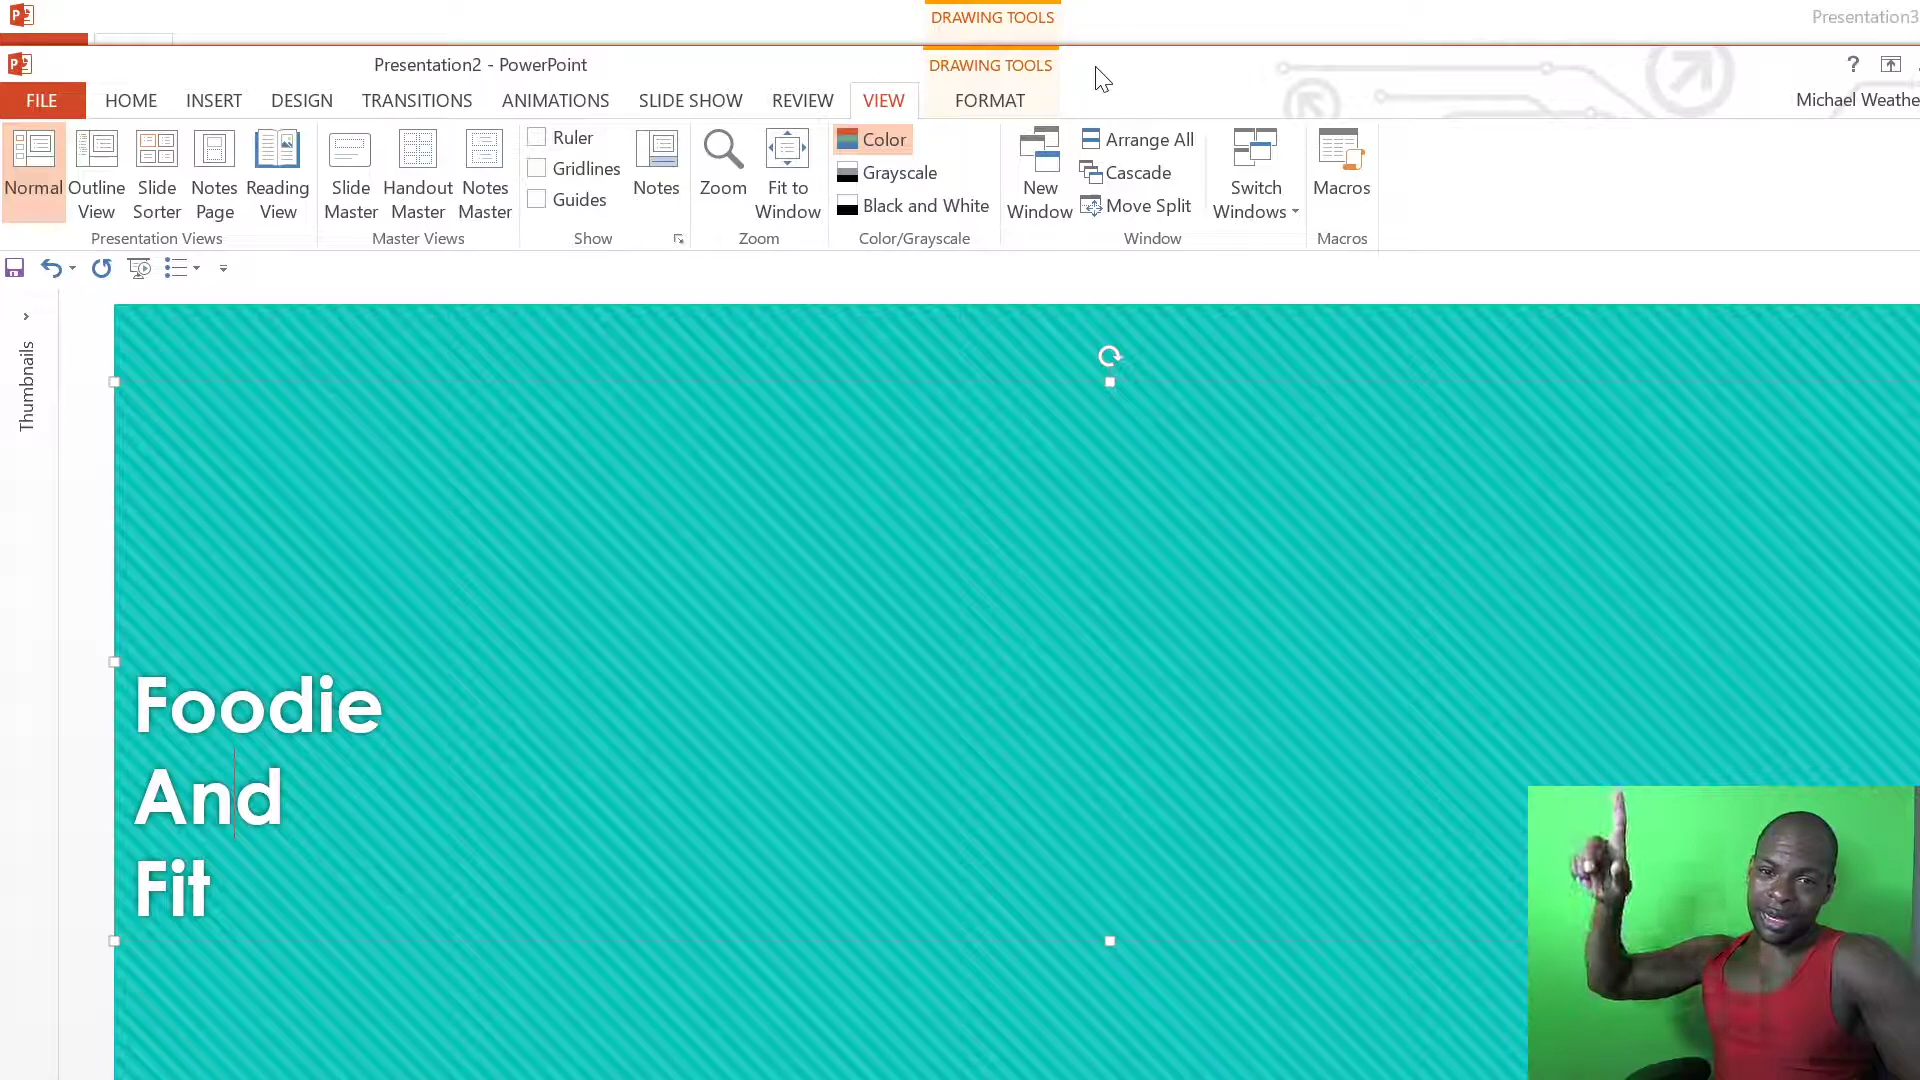 DRAWING TOOLS
Presentation3
Presentation2 - PowerPoint
DRAWING TOOLS
?
FILE
HOME
INSERT
DESIGN
TRANSITIONS
ANIMATIONS
SLIDE SHOW
REVIEW
VIEW
FORMAT
Michael Weathe
Normal
Outline
View
Slide
Sorter
Notes
Page
Reading
View
Presentation Views
Slide
Master
Handout
Master
Notes
Master
Master Views
Ruler
Gridlines
Guides
Notes
Show
Zoom
Fit to
Window
Zoom
Color
Grayscale
Black and White
Color/Grayscale
New
Window
Arrange All
Cascade
Move Split
Switch
Windows
Window
Macros
Macros
Thumbnails
Foodie
And
Fit